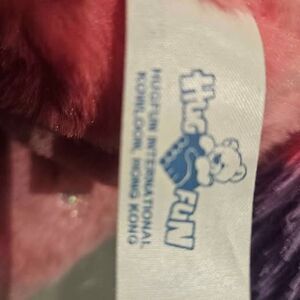 HUG FUN
HUGFUN INTERNATIONAL
KOWLOON, HONG KONG